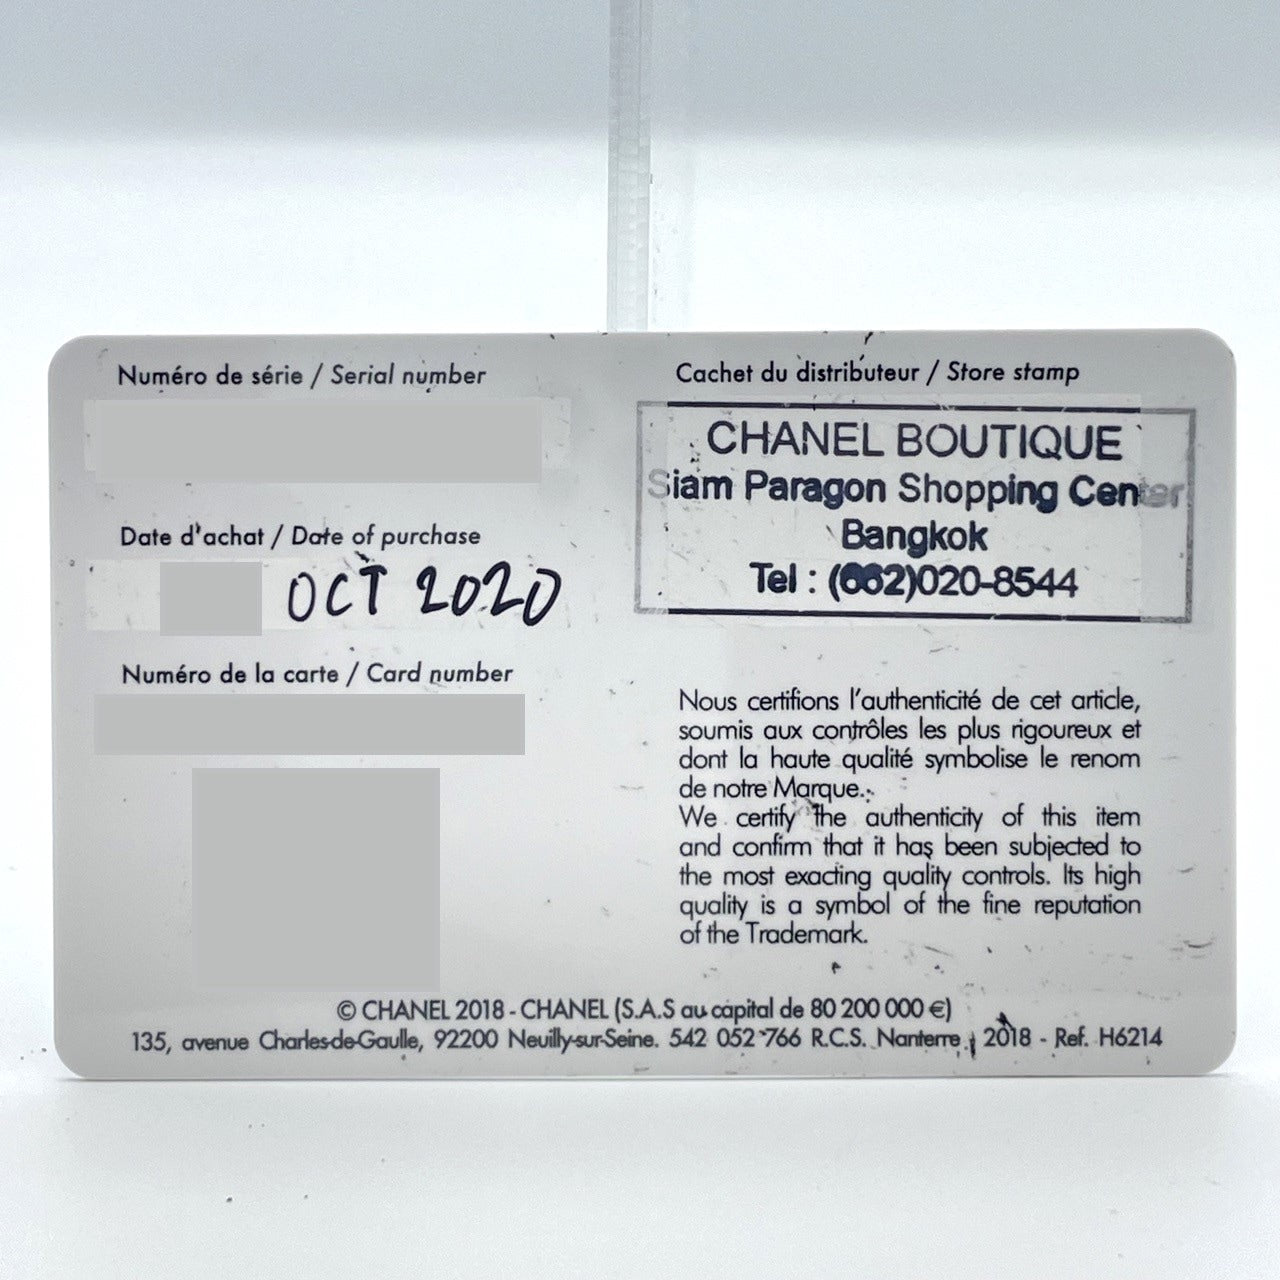 Numéro de série / Serial number
Cachet du distributeur / Store stamp
CHANEL BOUTIQUE
Siam Paragon Shopping Center
Bangkok
Tel : (662)020-8544
Date d'achat / Date of purchase
OCT 2020
Numéro de la carte / Card number
Nous certifions l'authenticité de cet article,
soumis aux contrôles les plus rigoureux et
dont la haute qualité symbolise le renom
de notre Marque.
We certify the authenticity of this item
and confirm that it has been subjected to
the most exacting quality controls. Its high
quality is a symbol of the fine reputation
of the Trademark.
© CHANEL 2018 - CHANEL (S.A.S au capital de 80 200 000 €)
135, avenue Charles-de-Gaulle, 92200 Neuilly-sur-Seine. 542 052 766 R.C.S. Nanterre, 2018 - Ref. H6214